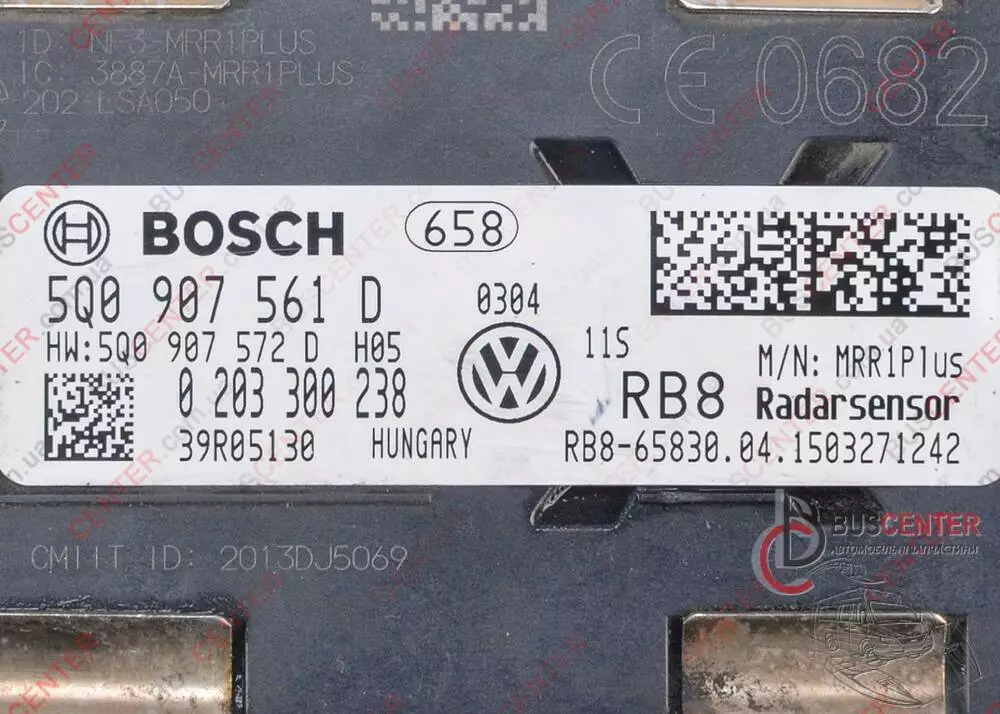 ID: NF3-MRR1PLUS
IC: 3887A-MRR1PLUS
202-LSA050
CE 0682
BOSCH
658
5Q0 907 561 D
0304
HW:5Q0 907 572 D H05
11S
M/N: MRR1Plus
0 203 300 238
RB8 Radarsensor
39R05130
HUNGARY
RB8-65830.04.1503271242
CMIIT ID: 2013DJ5069
BUSCENTER
АВТОМОБІЛЬНІ ЗАПЧАСТИНИ